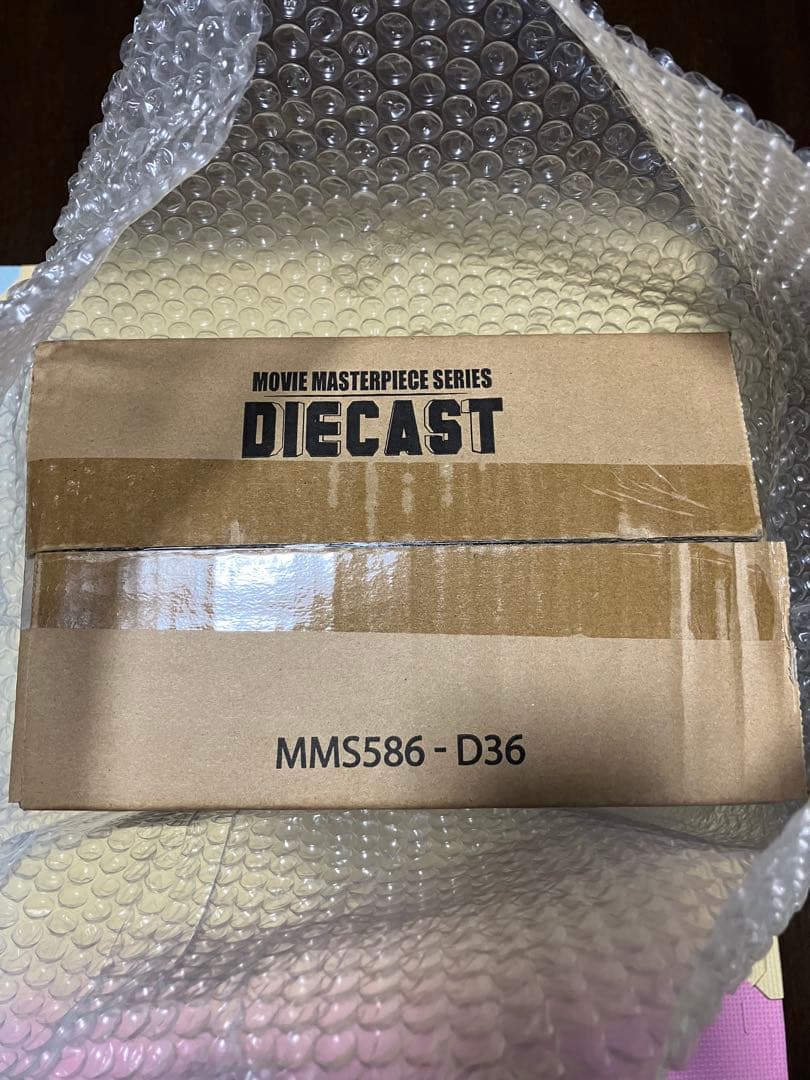 MOVIE MASTERPIECE SERIES
DIECAST
MMS586 - D36